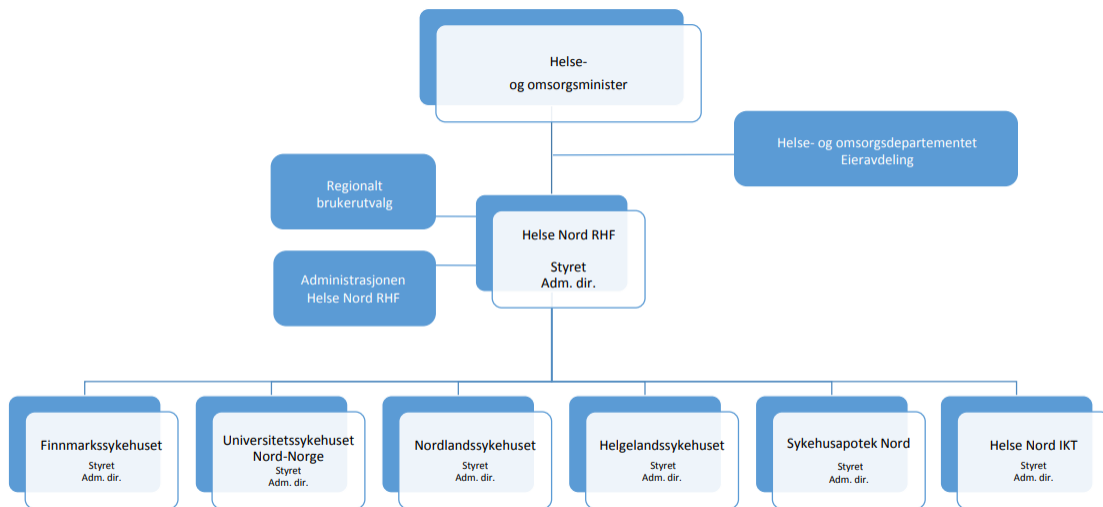 Helse-
og omsorgsminister
Helse- og omsorgsdepartementet
Eieravdeling
Regionalt
brukerutvalg
Helse Nord RHF
Styret
Adm. dir.
Administrasjonen
Helse Nord RHF
Finnmarkssykehuset
Styret
Adm. dir.
Universitetssykehuset
Nord-Norge
Styret
Adm. dir.
Nordlandssykehuset
Styret
Adm. dir.
Helgelandssykehuset
Styret
Adm. dir.
Sykehusapotek Nord
Styret
Adm. dir.
Helse Nord IKT
Styret
Adm. dir.